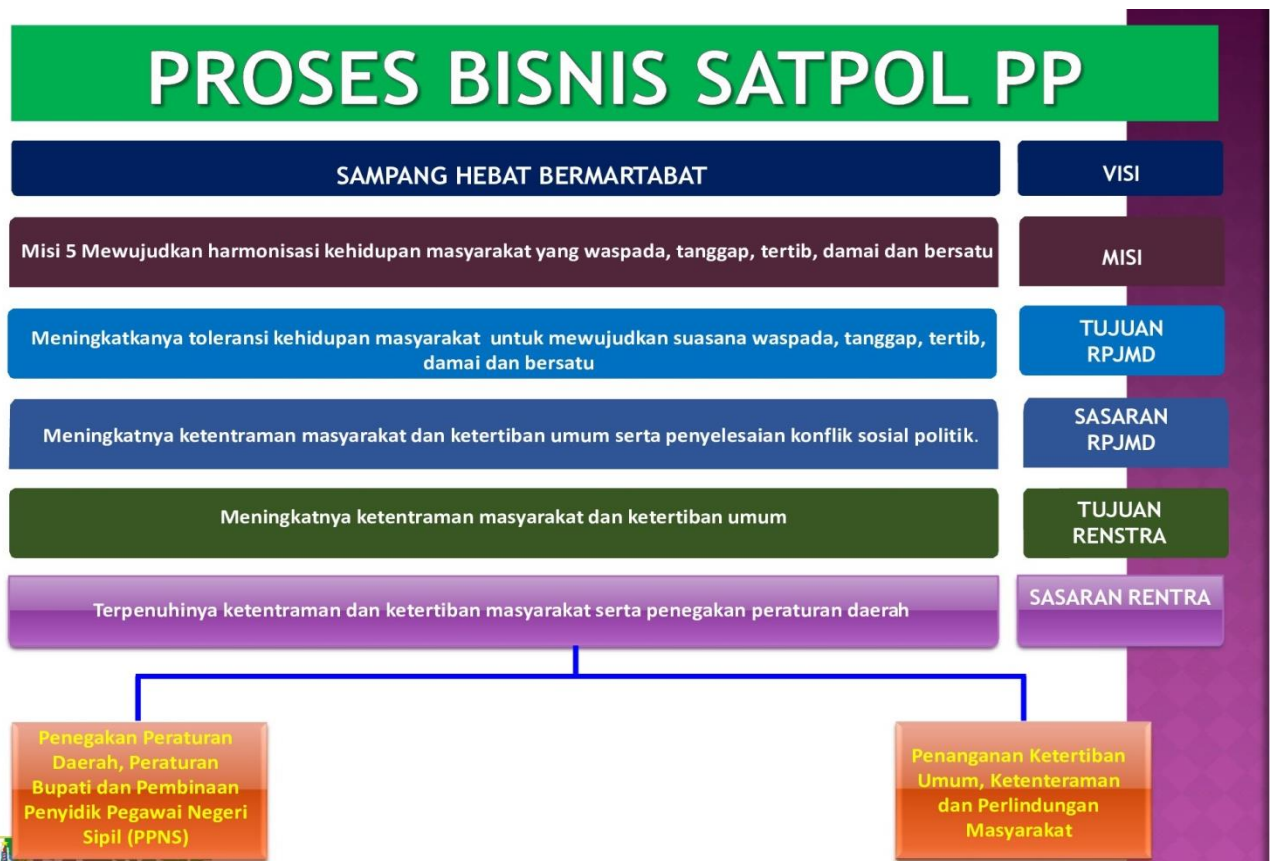 PROSES BISNIS SATPOL PP
SAMPANG HEBAT BERMARTABAT
VISI
Misi 5 Mewujudkan harmonisasi kehidupan masyarakat yang waspada, tanggap, tertib, damai dan bersatu
MISI
Meningkatkanya toleransi kehidupan masyarakat untuk mewujudkan suasana waspada, tanggap, tertib,
damai dan bersatu
TUJUAN
RPJMD
Meningkatnya ketentraman masyarakat dan ketertiban umum serta penyelesaian konflik sosial politik.
SASARAN
RPJMD
Meningkatnya ketentraman masyarakat dan ketertiban umum
TUJUAN
RENSTRA
Terpenuhinya ketentraman dan ketertiban masyarakat serta penegakan peraturan daerah
SASARAN RENTRA
Penegakan Peraturan
Daerah, Peraturan
Bupati dan Pembinaan
Penyidik Pegawai Negeri
Sipil (PPNS)
Penanganan Ketertiban
Umum, Ketenteraman
dan Perlindungan
Masyarakat